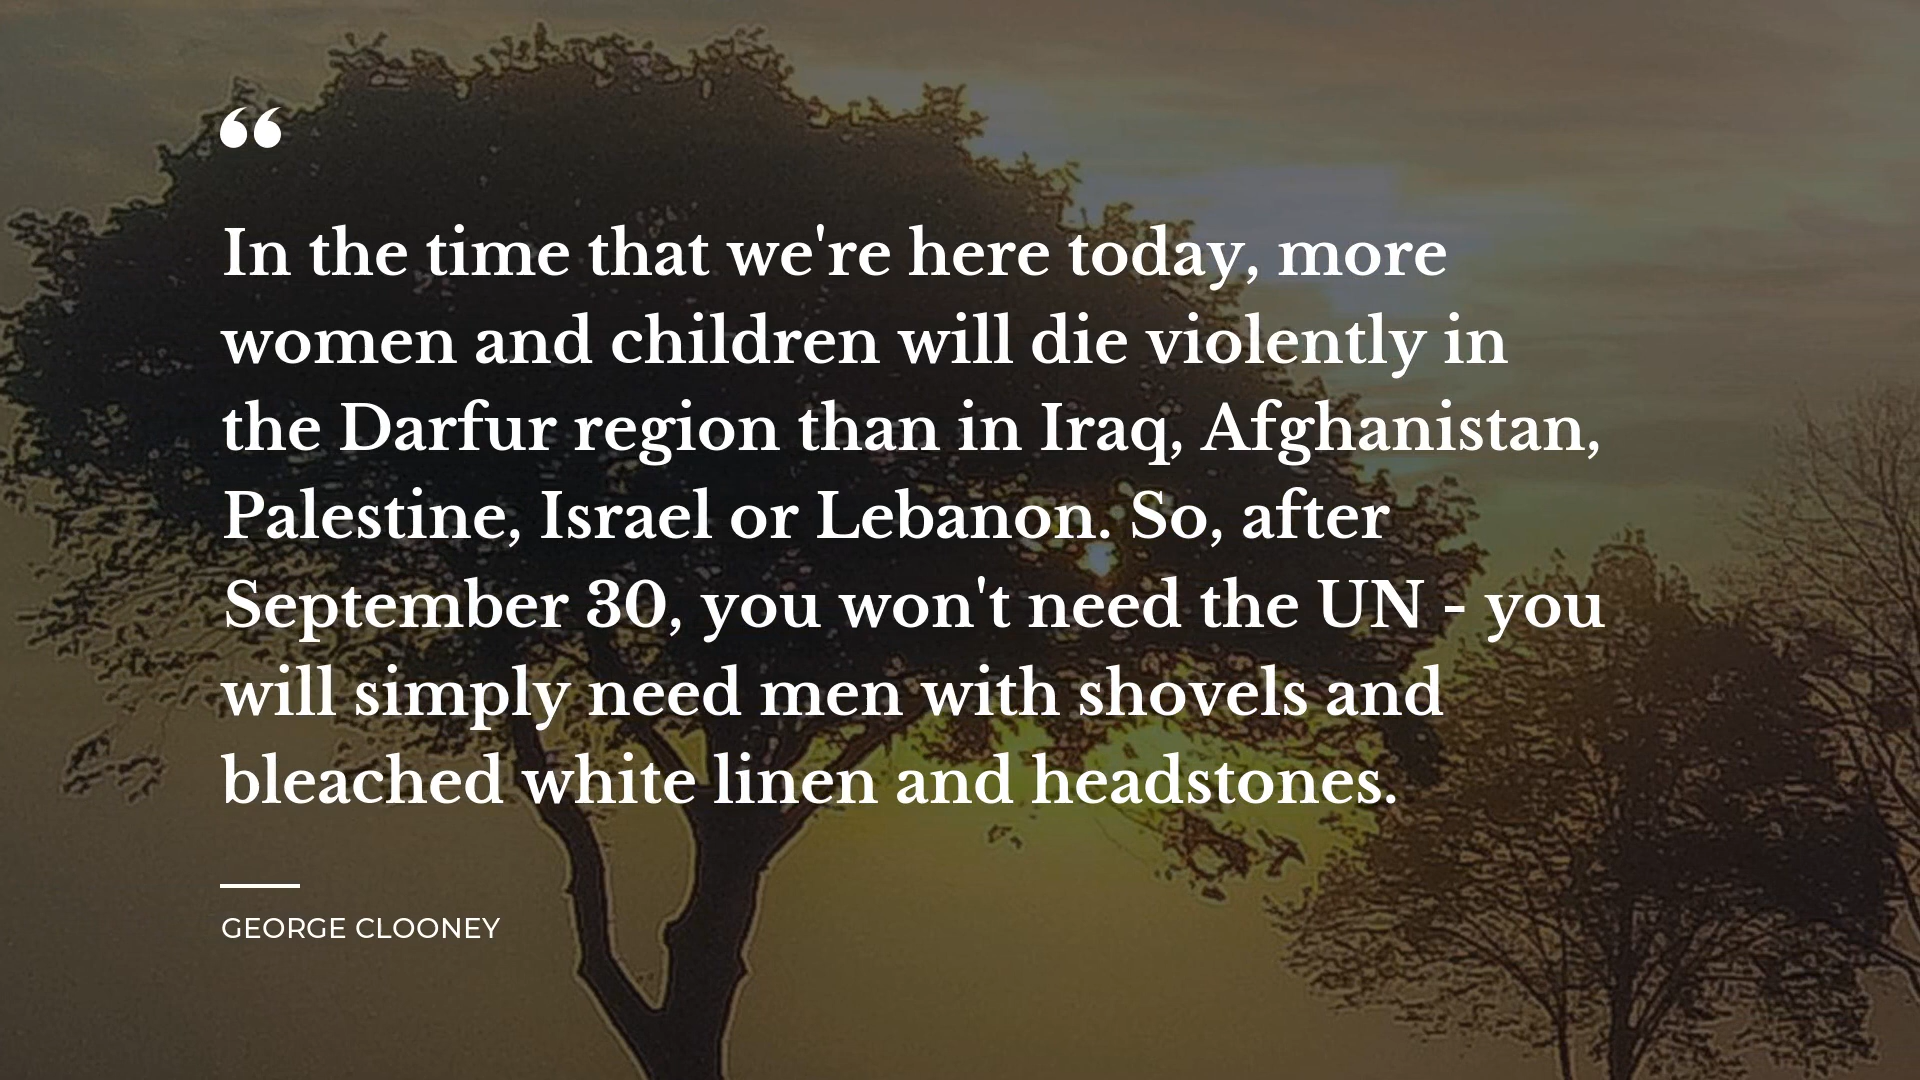 “
In the time that we're here today, more
women and children will die violently in
the Darfur region than in Iraq, Afghanistan,
Palestine, Israel or Lebanon. So, after
September 30, you won't need the UN - you
will simply need men with shovels and
bleached white linen and headstones.
GEORGE CLOONEY